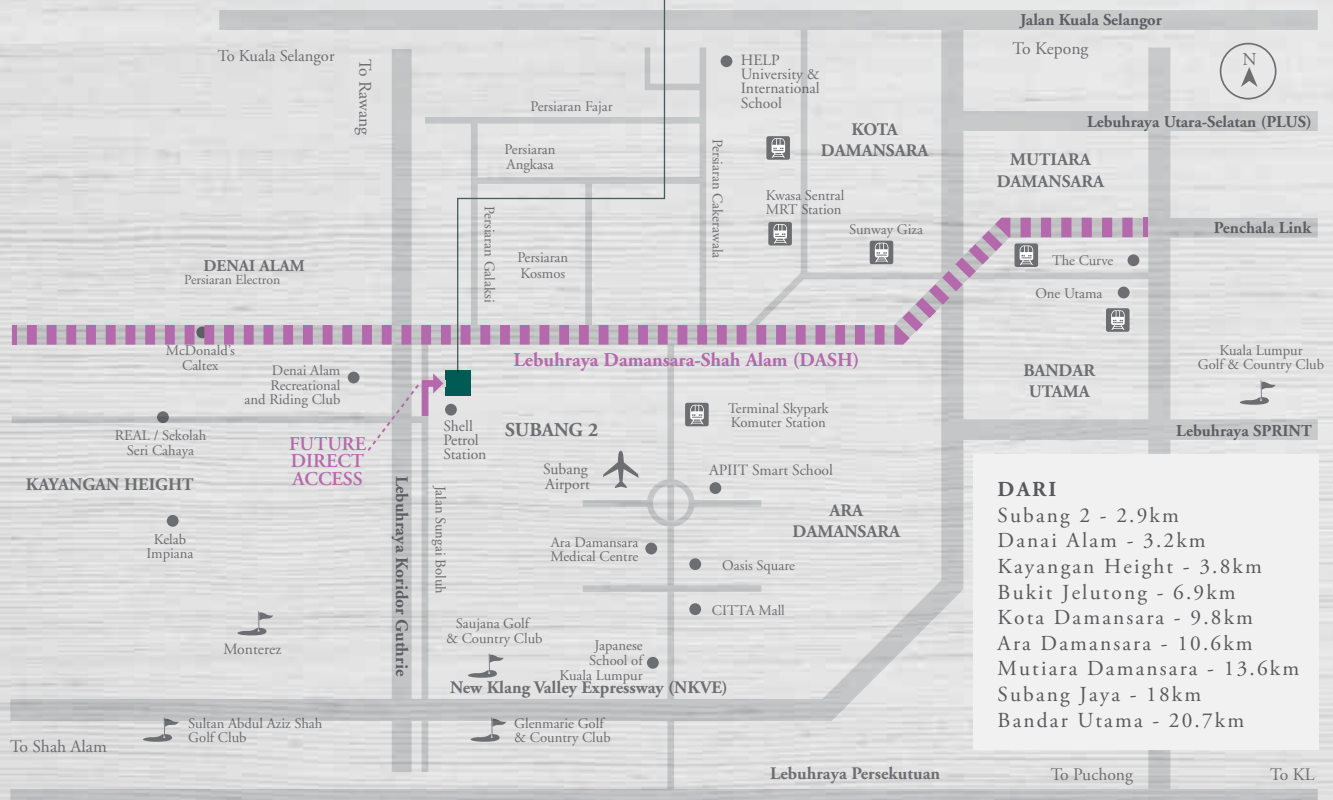 Jalan Kuala Selangor
To Kuala Selangor
To Kepong
N
To Rawang
HELP
University &
International
School
Persiaran Fajar
Lebuhraya Utara-Selatan (PLUS)
KOTA
DAMANSARA
Persiaran
Angkasa
MUTIARA
DAMANSARA
Persiaran Cakerawala
Kwasa Sentral
MRT Station
Persiaran Galaksi
Sunway Giza
Penchala Link
DENAI ALAM
Persiaran Electron
Persiaran
Kosmos
The Curve
One Utama
McDonald's
Caltex
Lebuhraya Damansara-Shah Alam (DASH)
Kuala Lumpur
Golf & Country Club
Denai Alam
Recreational
and Riding Club
BANDAR
UTAMA
Terminal Skypark
Komuter Station
Shell
Petrol
Station
SUBANG 2
REAL / Sekolah
Seri Cahaya
FUTURE
DIRECT
ACCESS
Lebuhraya SPRINT
KAYANGAN HEIGHT
Subang
Airport
APIIT Smart School
Lebuhraya Koridor Guthrie
Jalan Sungai Boluh
ARA
DAMANSARA
Kelab
Impiana
Ara Damansara
Medical Centre
Oasis Square
CITTA Mall
Monterez
Saujana Golf
& Country Club
Japanese
School of
Kuala Lumpur
New Klang Valley Expressway (NKVE)
Sultan Abdul Aziz Shah
Golf Club
Glenmarie Golf
& Country Club
To Shah Alam
DARI
Subang 2 - 2.9km
Danai Alam - 3.2km
Kayangan Height - 3.8km
Bukit Jelutong - 6.9km
Kota Damansara - 9.8km
Ara Damansara - 10.6km
Mutiara Damansara - 13.6km
Subang Jaya - 18km
Bandar Utama - 20.7km
Lebuhraya Persekutuan
To Puchong
To KL